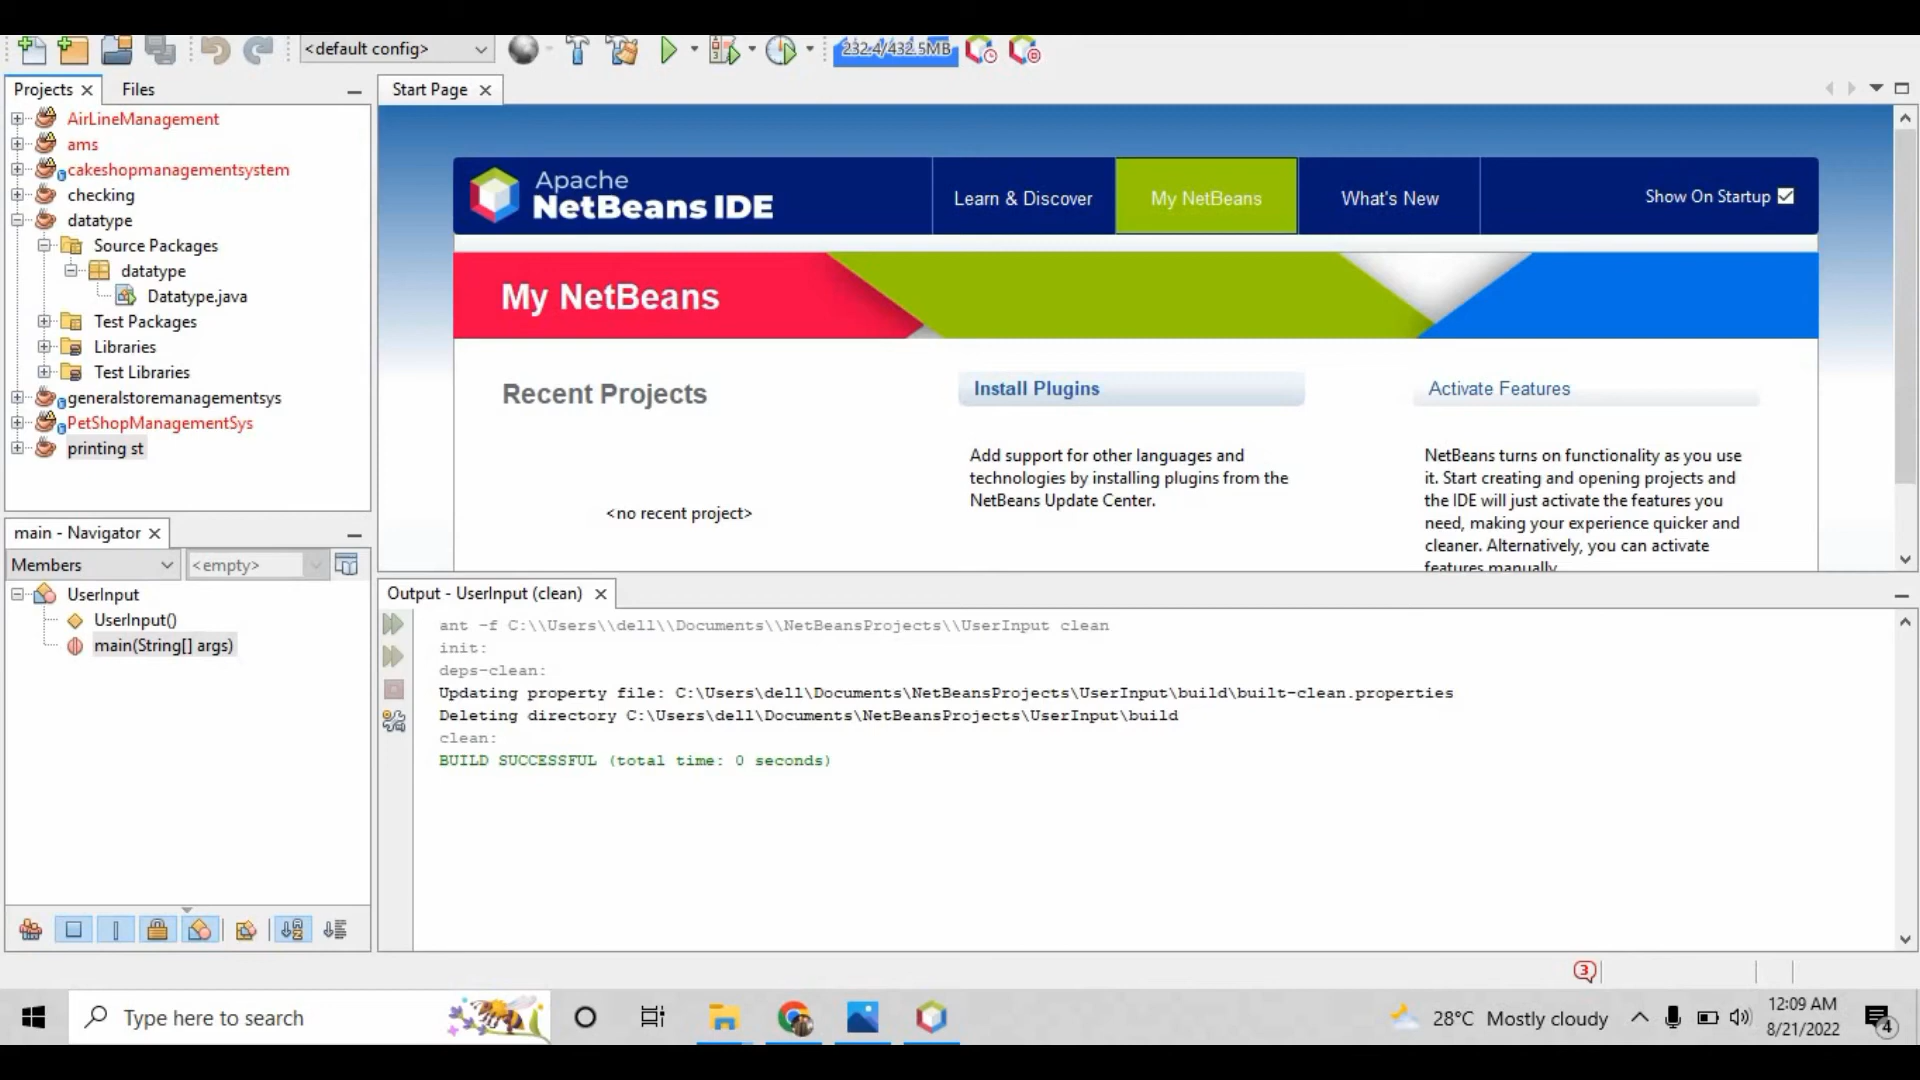 <default config>
232.4/432.5MB
Projects
Files
AirLineManagement
ams
cakeshopmanagementsystem
checking
datatype
Source Packages
datatype
Datatype.java
Test Packages
Libraries
Test Libraries
generalstoremanagementsys
PetShopManagementSys
printing st
main - Navigator
Members
<empty>
UserInput
UserInput()
main(String[] args)
Start Page
Apache
NetBeans IDE
Learn & Discover
My NetBeans
What's New
Show On Startup
My NetBeans
Recent Projects
<no recent project>
Install Plugins
Add support for other languages and
technologies by installing plugins from the
NetBeans Update Center.
Activate Features
NetBeans turns on functionality as you use
it. Start creating and opening projects and
the IDE will just activate the features you
need, making your experience quicker and
cleaner. Alternatively, you can activate
features manually.
Output - UserInput (clean)
ant -f C:\\Users\\dell\\Documents\\NetBeansProjects\\UserInput clean
init:
deps-clean:
Updating property file: C:\Users\dell\Documents\NetBeansProjects\UserInput\build\built-clean.properties
Deleting directory C:\Users\dell\Documents\NetBeansProjects\UserInput\build
clean:
BUILD SUCCESSFUL (total time: 0 seconds)
3
Type here to search
28°C Mostly cloudy
12:09 AM
8/21/2022
4